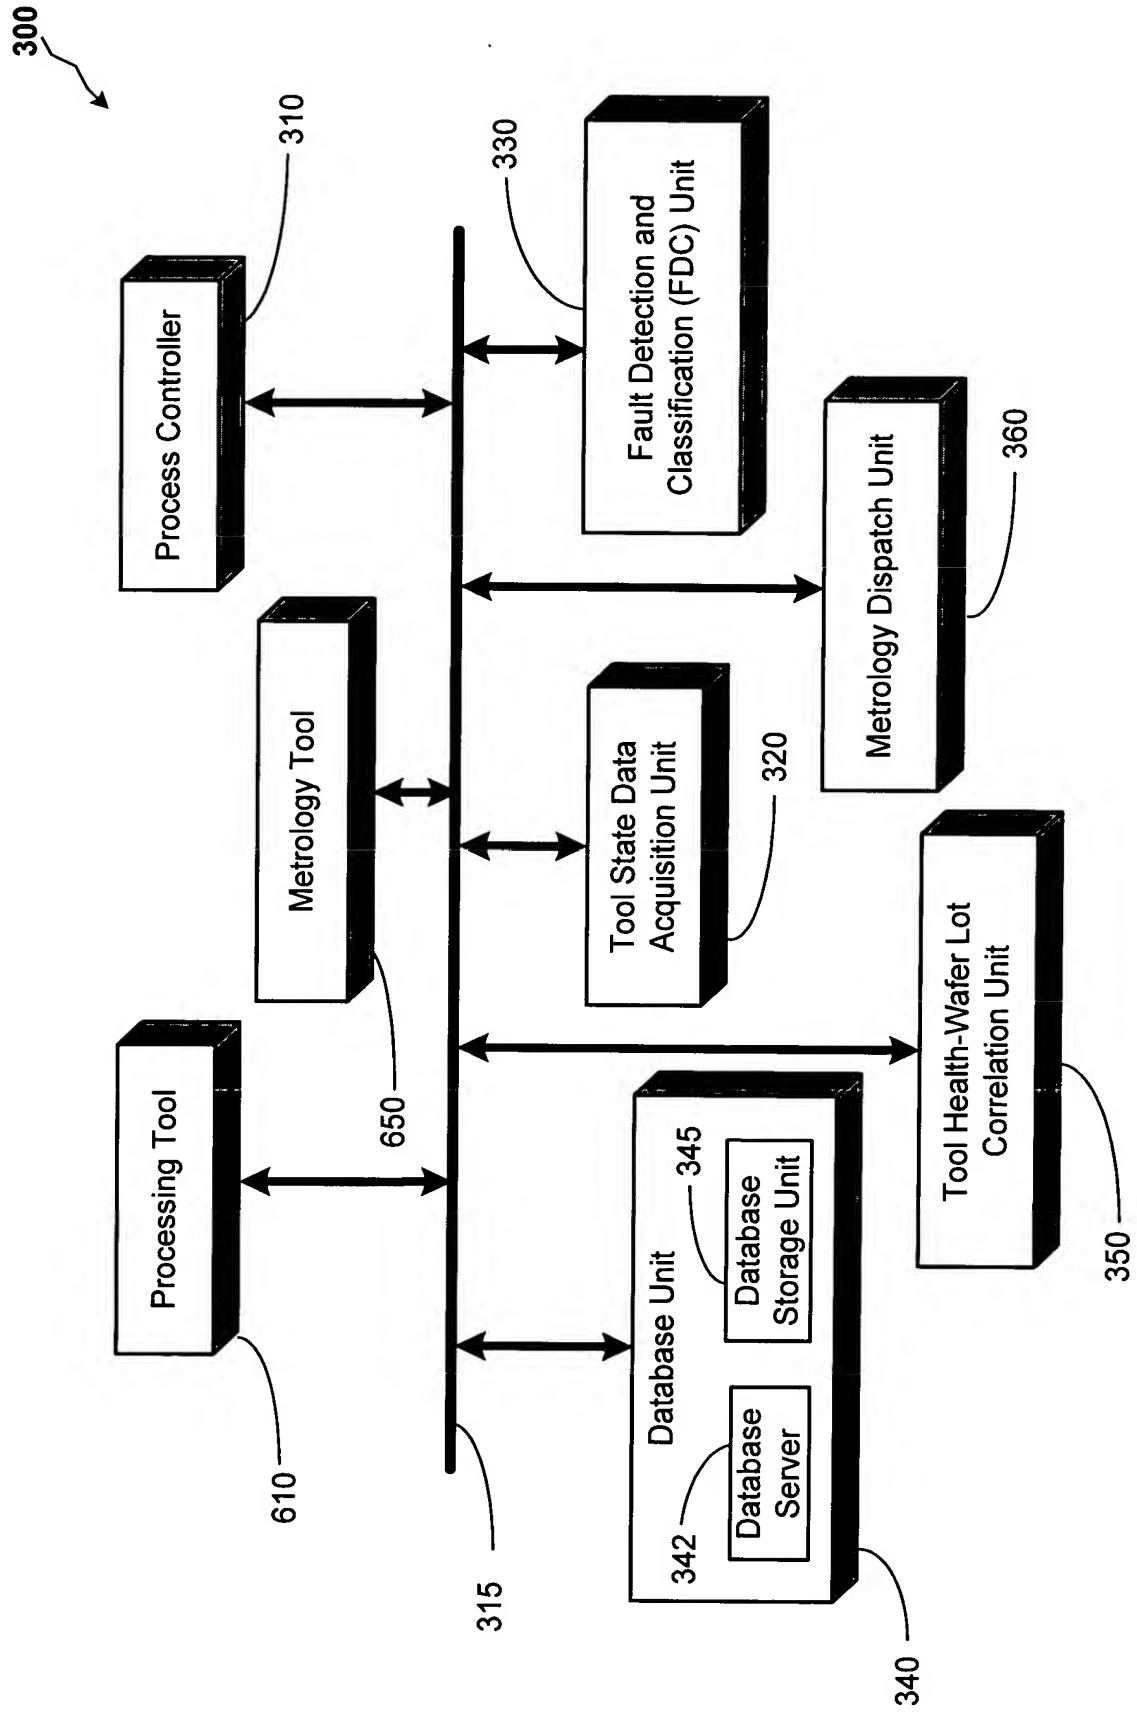 300
Processing Tool
610
Metrology Tool
650
Process Controller
310
315
Database Unit
342
Database
Server
345
Database
Storage Unit
340
Tool State Data
Acquisition Unit
320
Fault Detection and
Classification (FDC) Unit
330
Tool Health-Wafer Lot
Correlation Unit
350
Metrology Dispatch Unit
360